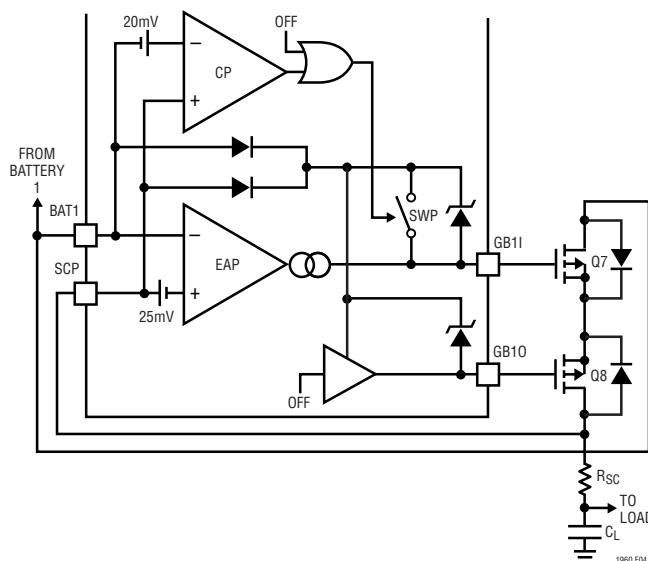 20mV
OFF
–
CP
+
FROM
BATTERY
1
BAT1
SWP
GB1I
–
EAP
SCP
+
25mV
Q7
GB1O
Q8
OFF
RSC
TO
LOAD
CL
1960 F04